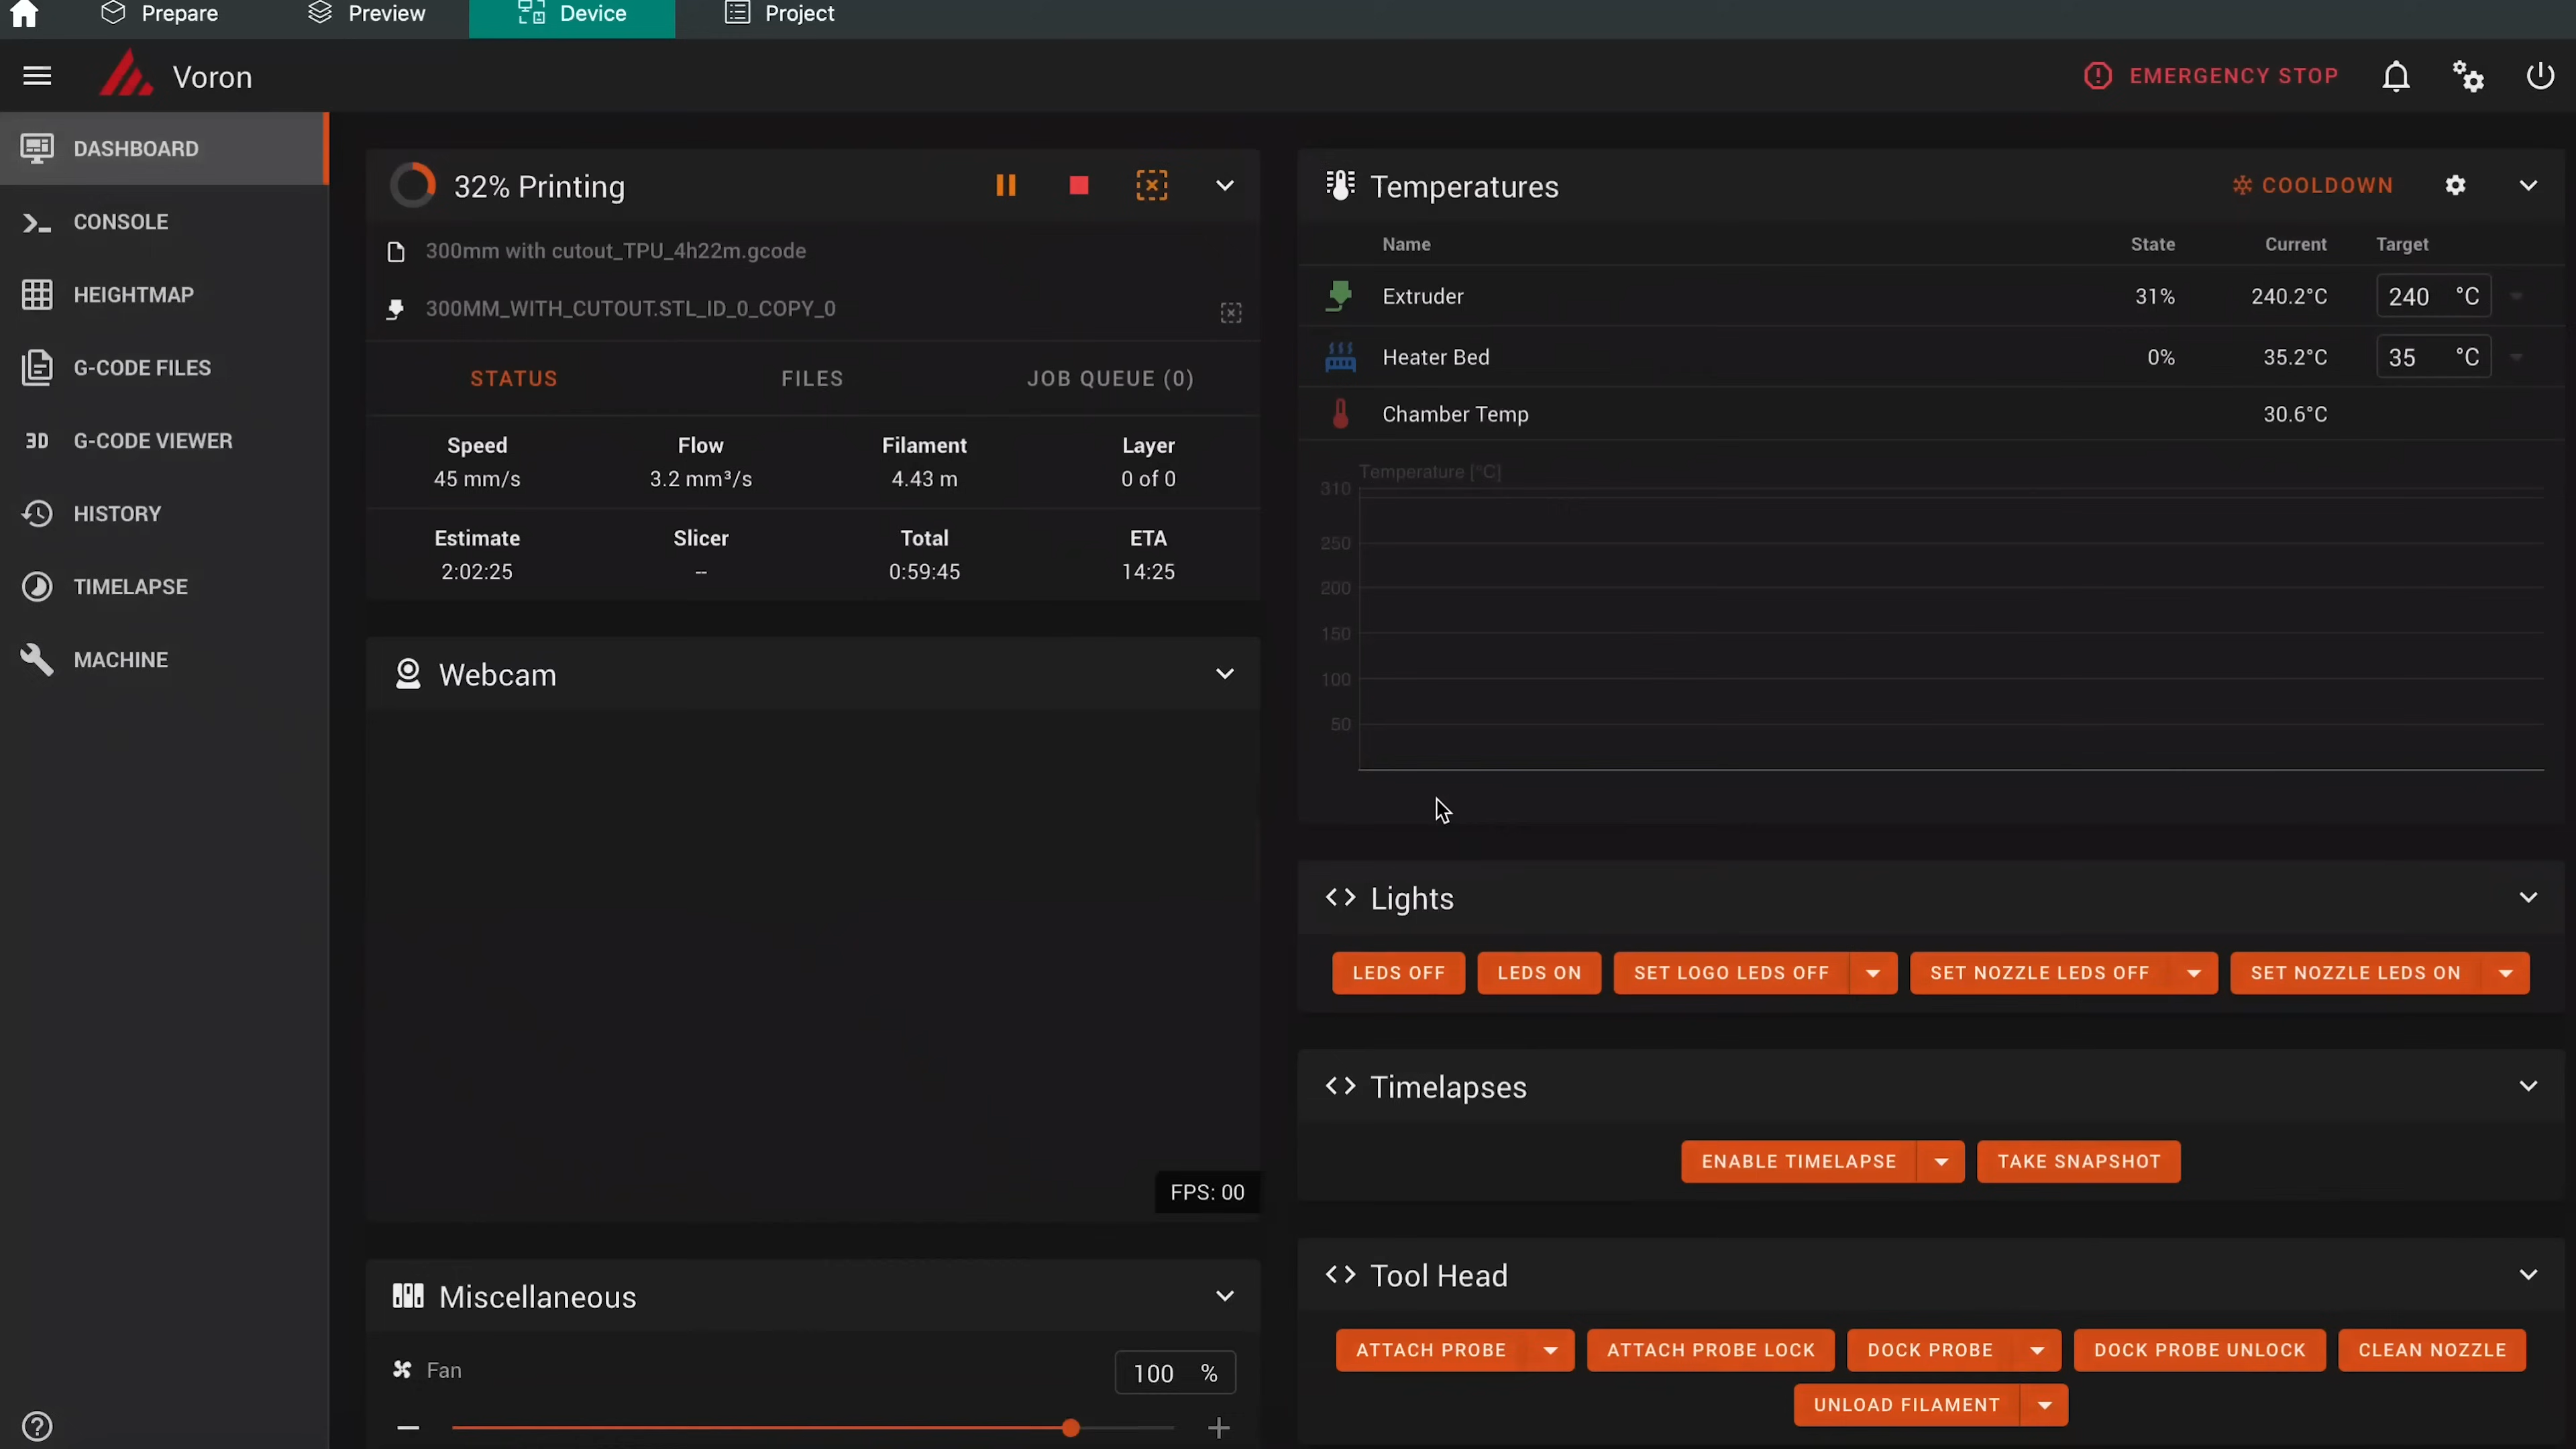 Prepare
Preview
Device
Project
Voron
EMERGENCY STOP
DASHBOARD
CONSOLE
HEIGHTMAP
G-CODE FILES
3D G-CODE VIEWER
HISTORY
TIMELAPSE
MACHINE
32% Printing
300mm with cutout_TPU_4h22m.gcode
300MM_WITH_CUTOUT.STL_ID_0_COPY_0
STATUS FILES JOB QUEUE (0)
Speed Flow Filament Layer
45 mm/s 3.2 mm³/s 4.43 m 0 of 0
Estimate Slicer Total ETA
2:02:25 -- 0:59:45 14:25
Webcam
FPS: 00
Miscellaneous
Fan 100 %
Temperatures COOLDOWN
Name State Current Target
Extruder 31% 240.2°C 240 °C
Heater Bed 0% 35.2°C 35 °C
Chamber Temp 30.6°C
Temperature [°C]
310
250
200
150
100
50
Lights
LEDS OFF LEDS ON SET LOGO LEDS OFF SET NOZZLE LEDS OFF SET NOZZLE LEDS ON
Timelapses
ENABLE TIMELAPSE TAKE SNAPSHOT
Tool Head
ATTACH PROBE ATTACH PROBE LOCK DOCK PROBE DOCK PROBE UNLOCK CLEAN NOZZLE
UNLOAD FILAMENT